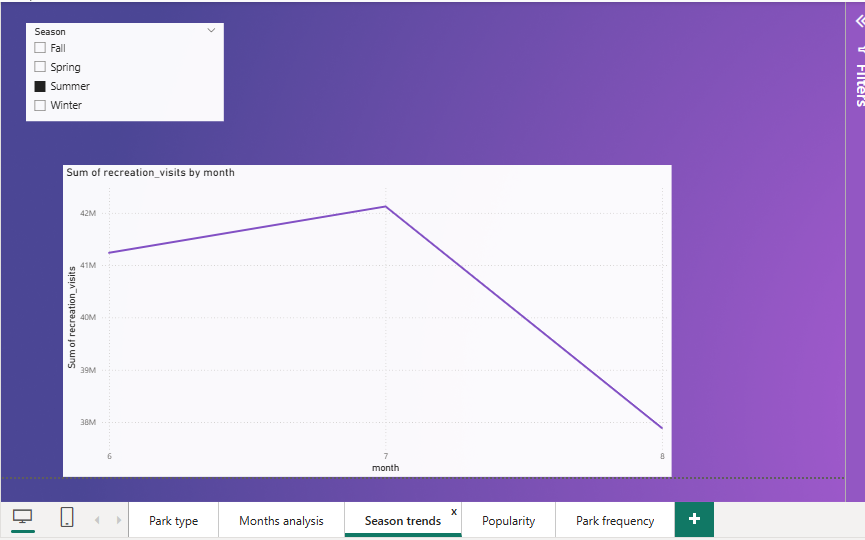 Season
Fall
Spring
Summer
Winter
Filters
Sum of recreation_visits by month
42M
41M
40M
39M
38M
Sum of recreation_visits
6 7 8
month
Park type Months analysis Season trends x Popularity Park frequency +